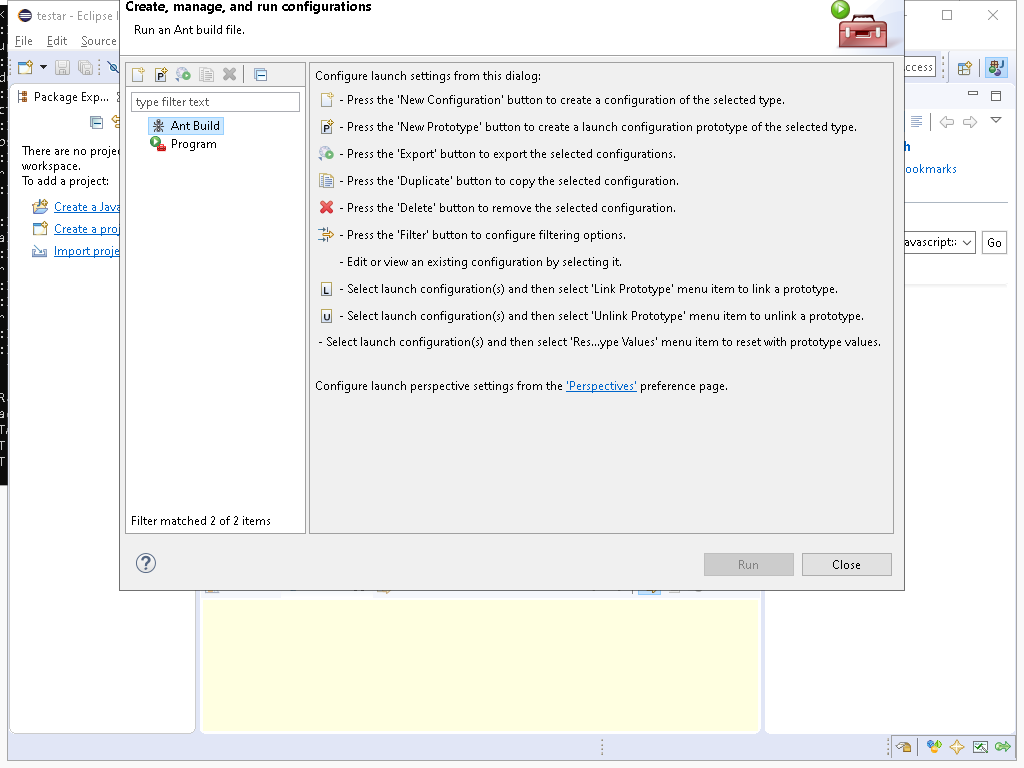 Create, manage, and run configurations
Run an Ant build file.
testar - Eclipse I
File Edit Source
Package Exp...
There are no proje
workspace.
To add a project:
Create a Java
Create a proj
Import proje
type filter text
Ant Build
Program
Filter matched 2 of 2 items
Configure launch settings from this dialog:
- Press the 'New Configuration' button to create a configuration of the selected type.
P - Press the 'New Prototype' button to create a launch configuration prototype of the selected type.
- Press the 'Export' button to export the selected configurations.
- Press the 'Duplicate' button to copy the selected configuration.
- Press the 'Delete' button to remove the selected configuration.
- Press the 'Filter' button to configure filtering options.
- Edit or view an existing configuration by selecting it.
L - Select launch configuration(s) and then select 'Link Prototype' menu item to link a prototype.
U - Select launch configuration(s) and then select 'Unlink Prototype' menu item to unlink a prototype.
- Select launch configuration(s) and then select 'Res...ype Values' menu item to reset with prototype values.
Configure launch perspective settings from the 'Perspectives' preference page.
? Run Close
ccess
h
ookmarks
avascript:: Go